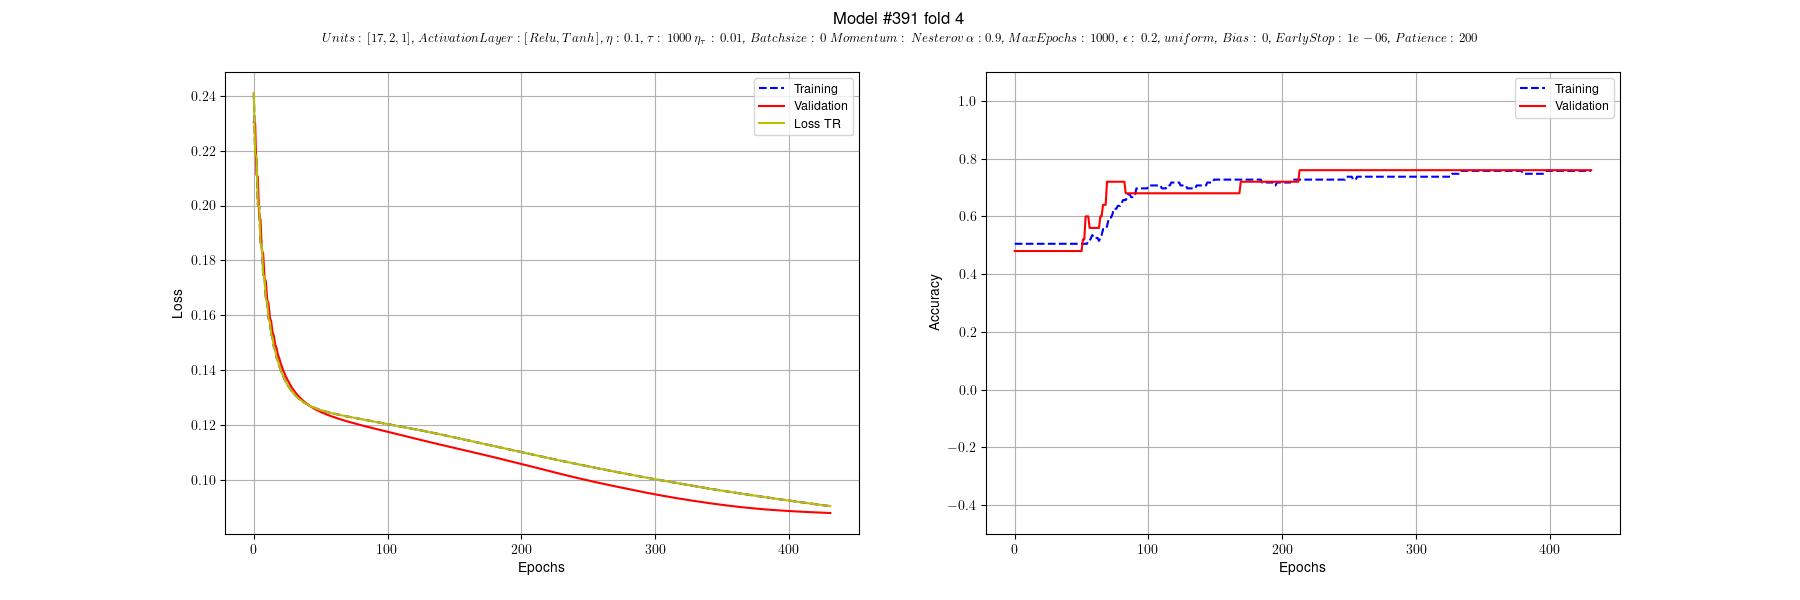 Model #391 fold 4
Units : [17, 2, 1], ActivationLayer : [Relu, Tanh], η : 0.1, τ : 1000 ητ : 0.01, Batchsize : 0 Momentum : Nesterov α : 0.9, MaxEpochs : 1000, ϵ : 0.2, uniform, Bias : 0, EarlyStop : 1e − 06, Patience : 200
Training
Validation
Loss TR
0.24
0.22
0.20
0.18
0.16
0.14
0.12
0.10
Loss
0 100 200 300 400
Epochs
Training
Validation
1.0
0.8
0.6
0.4
0.2
0.0
−0.2
−0.4
Accuracy
0 100 200 300 400
Epochs